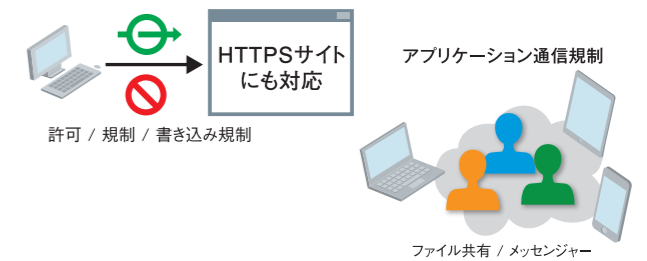 HTTPSサイト
にも対応
許可 / 規制 / 書き込み規制
アプリケーション通信規制
ファイル共有 / メッセンジャー